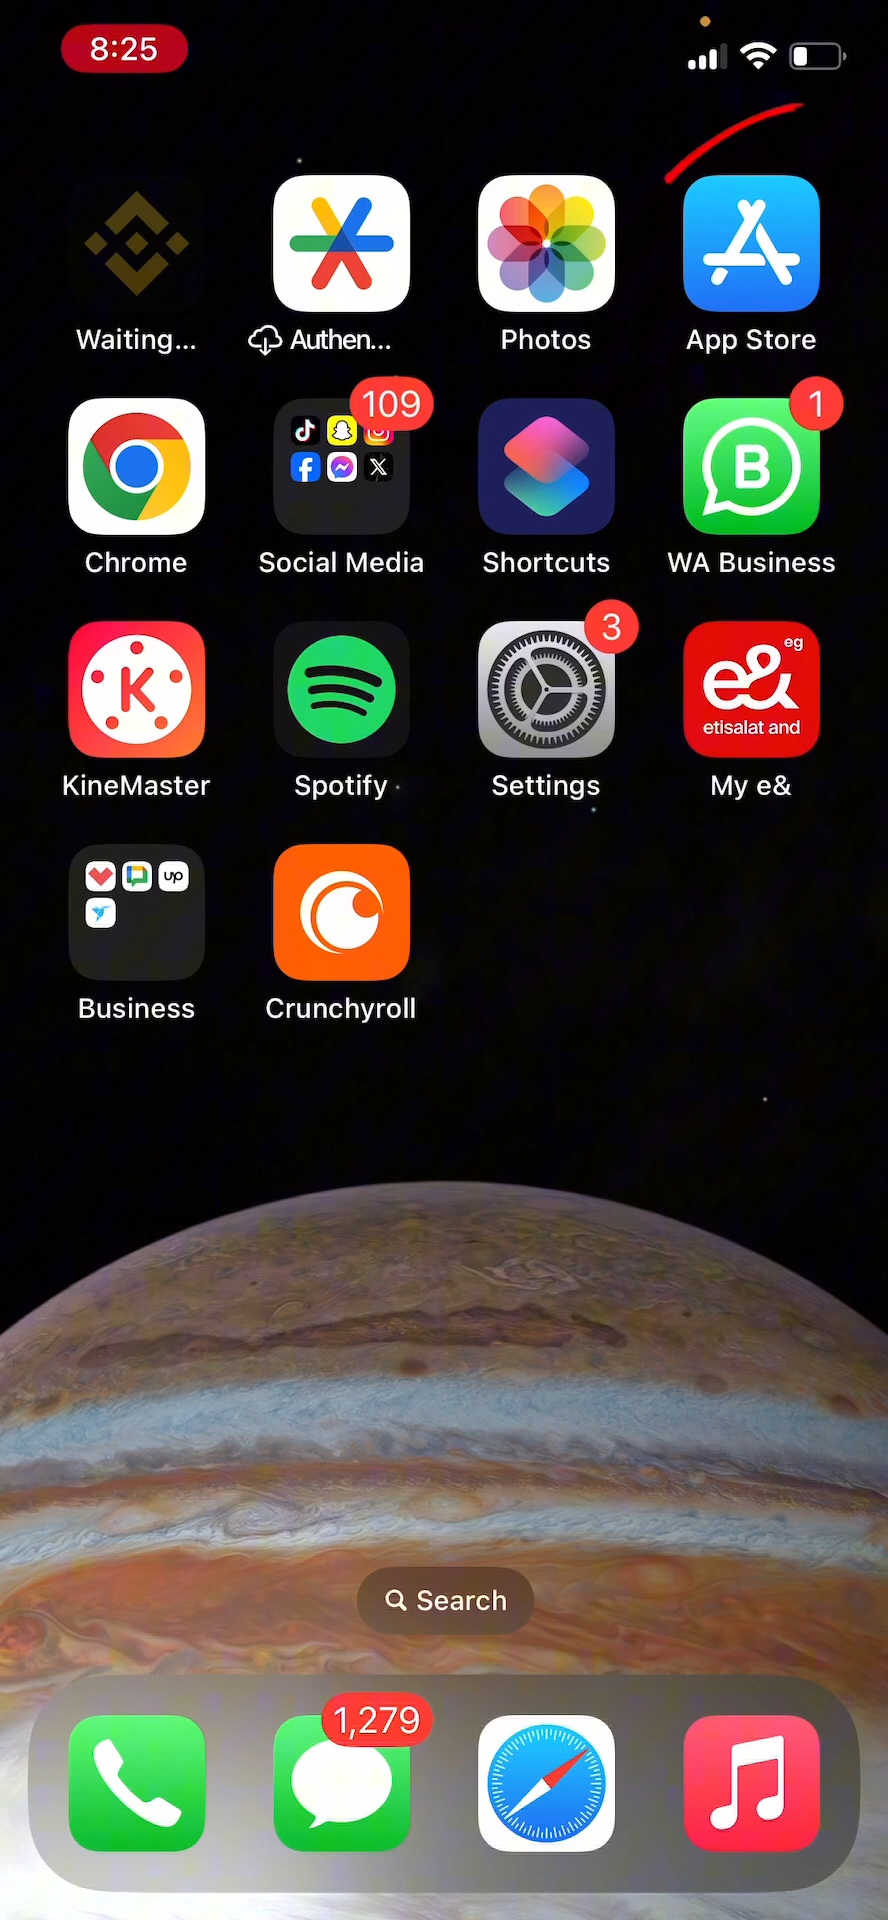 8:25
Waiting...
Authen...
Photos
App Store
109
1
Chrome
Social Media
Shortcuts
B
WA Business
3
K
eg
e&
etisalat and
KineMaster
Spotify
Settings
My e&
up
Business
Crunchyroll
Search
1,279